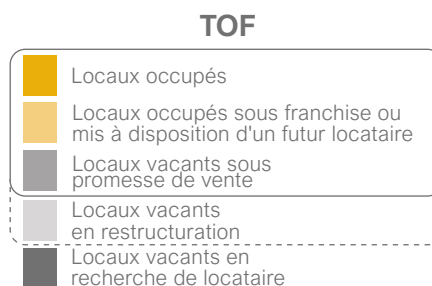 TOF
Locaux occupés
Locaux occupés sous franchise ou
mis à disposition d'un futur locataire
Locaux vacants sous
promesse de vente
Locaux vacants
en restructuration
Locaux vacants en
recherche de locataire